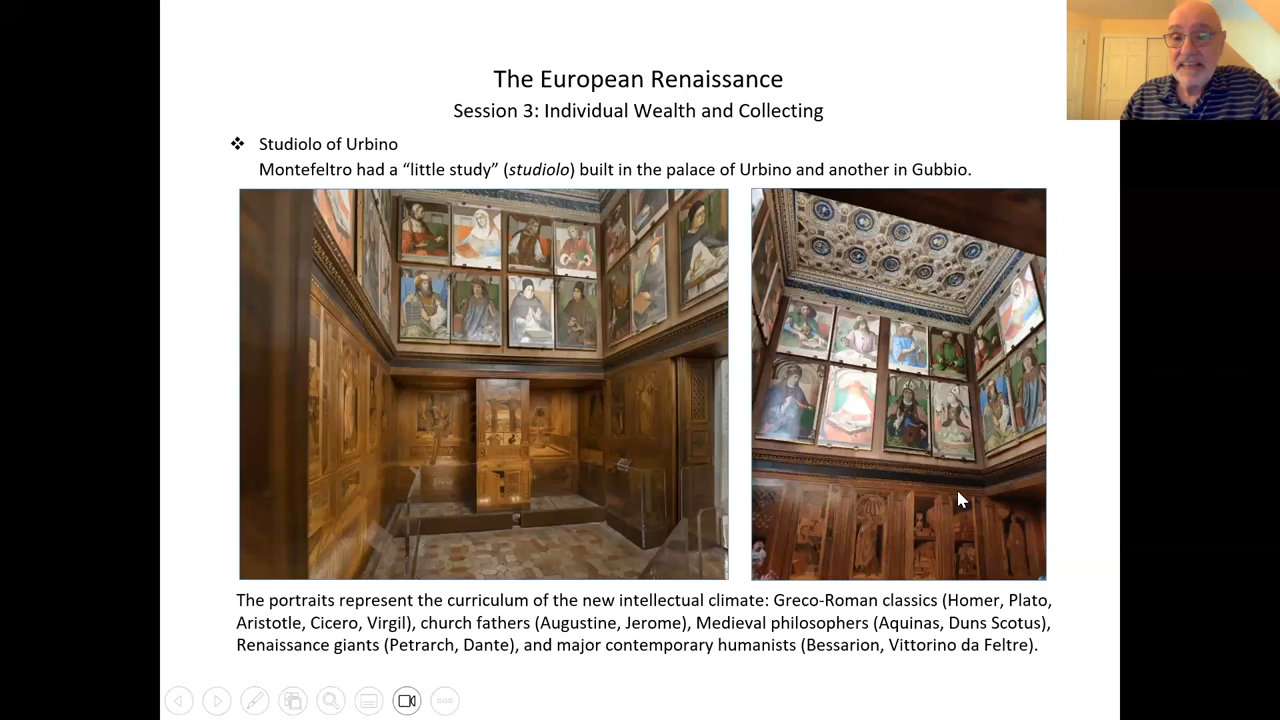 The European Renaissance
Session 3: Individual Wealth and Collecting
❖ Studiolo of Urbino
Montefeltro had a “little study” (studiolo) built in the palace of Urbino and another in Gubbio.
The portraits represent the curriculum of the new intellectual climate: Greco-Roman classics (Homer, Plato,
Aristotle, Cicero, Virgil), church fathers (Augustine, Jerome), Medieval philosophers (Aquinas, Duns Scotus),
Renaissance giants (Petrarch, Dante), and major contemporary humanists (Bessarion, Vittorino da Feltre).